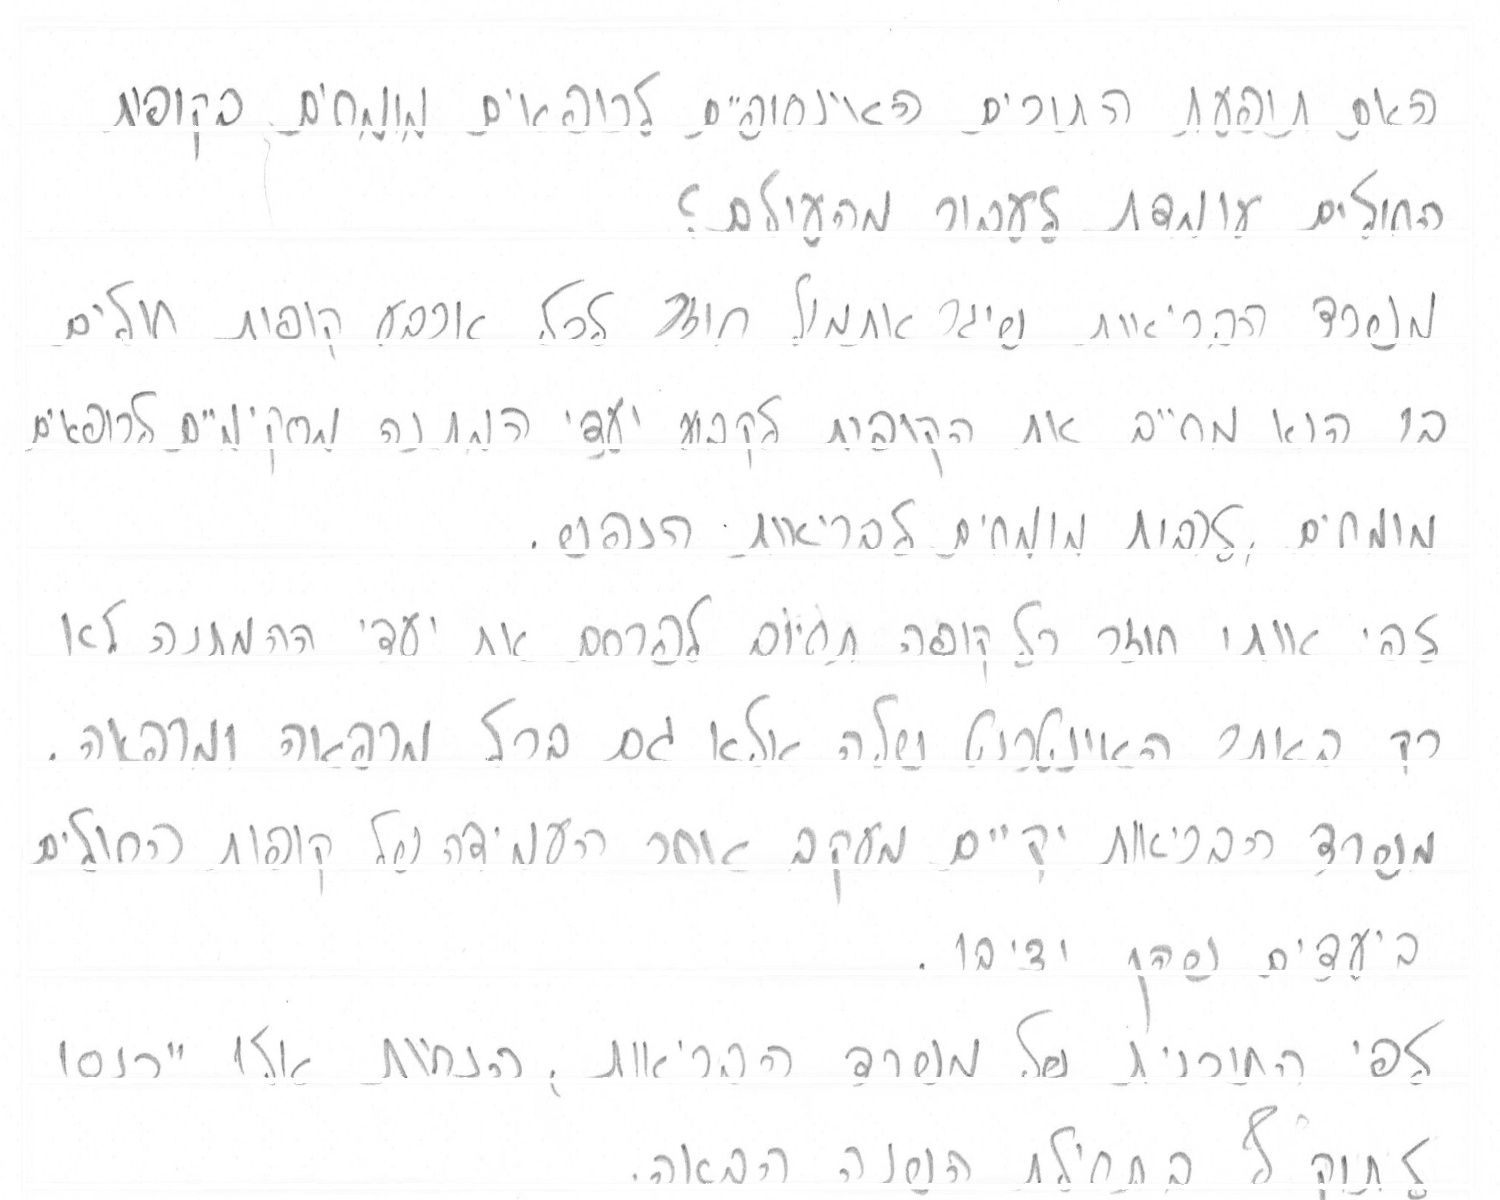 האם תופעת התורים האינסופיים לרופאים מומחים בקופות
החולים עומדת לעבור מהעולם?
משרד הבריאות שיגר אתמול חוזר לכל ארבע קופות חולים
בו הוא מחייב את הקופות לקבוע יעדי המתנה מקסימיים לרופאים
מומחים, לרבות מומחים לבריאות הנפש.
לפי אותו חוזר כל קופה תחויב לפרסם את יעדי ההמתנה לא
רק באתר האינטרנט שלה אלא גם בכל מרפאה ומרפאה.
משרד הבריאות יקיים מעקב אחר העמידה של קופות החולים
ביעדים שהן יציבו.
לפי התוכנית של משרד הבריאות, הנחיות אלו ייכנסו
לתוקף בתחילת השנה הבאה.